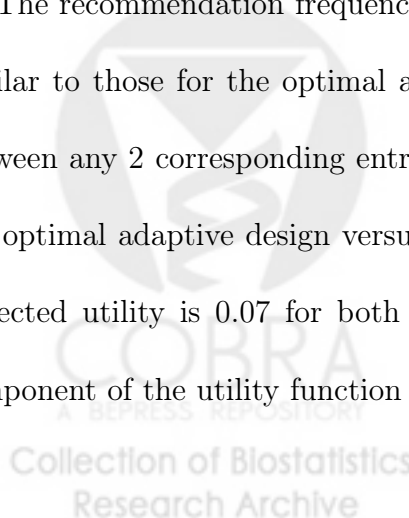 The recommendation frequenc
ilar to those for the optimal a
ween any 2 corresponding entr
optimal adaptive design versu
ected utility is 0.07 for both
COBRA
mponent of the utility function
A BEPRESS REPOSITORY
Collection of Biostatistics
Research Archive